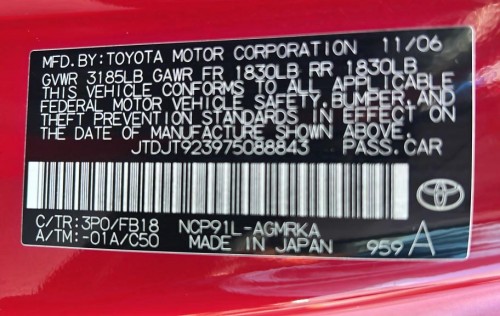 MFD.BY: TOYOTA MOTOR CORPORATION 11/06
GVWR 3185LB GAWR FR 1830LB RR 1830LB
THIS VEHICLE CONFORMS TO ALL APPLICABLE
FEDERAL MOTOR VEHICLE SAFETY, BUMPER, AND
THEFT PREVENTION STANDARDS IN EFFECT ON
THE DATE OF MANUFACTURE SHOWN ABOVE.
JTDJT923975088843 PASS.CAR
C/TR: 3P0/FB18 NCP91L-AGMRKA
A/TM: -01A/C50 MADE IN JAPAN 959 A